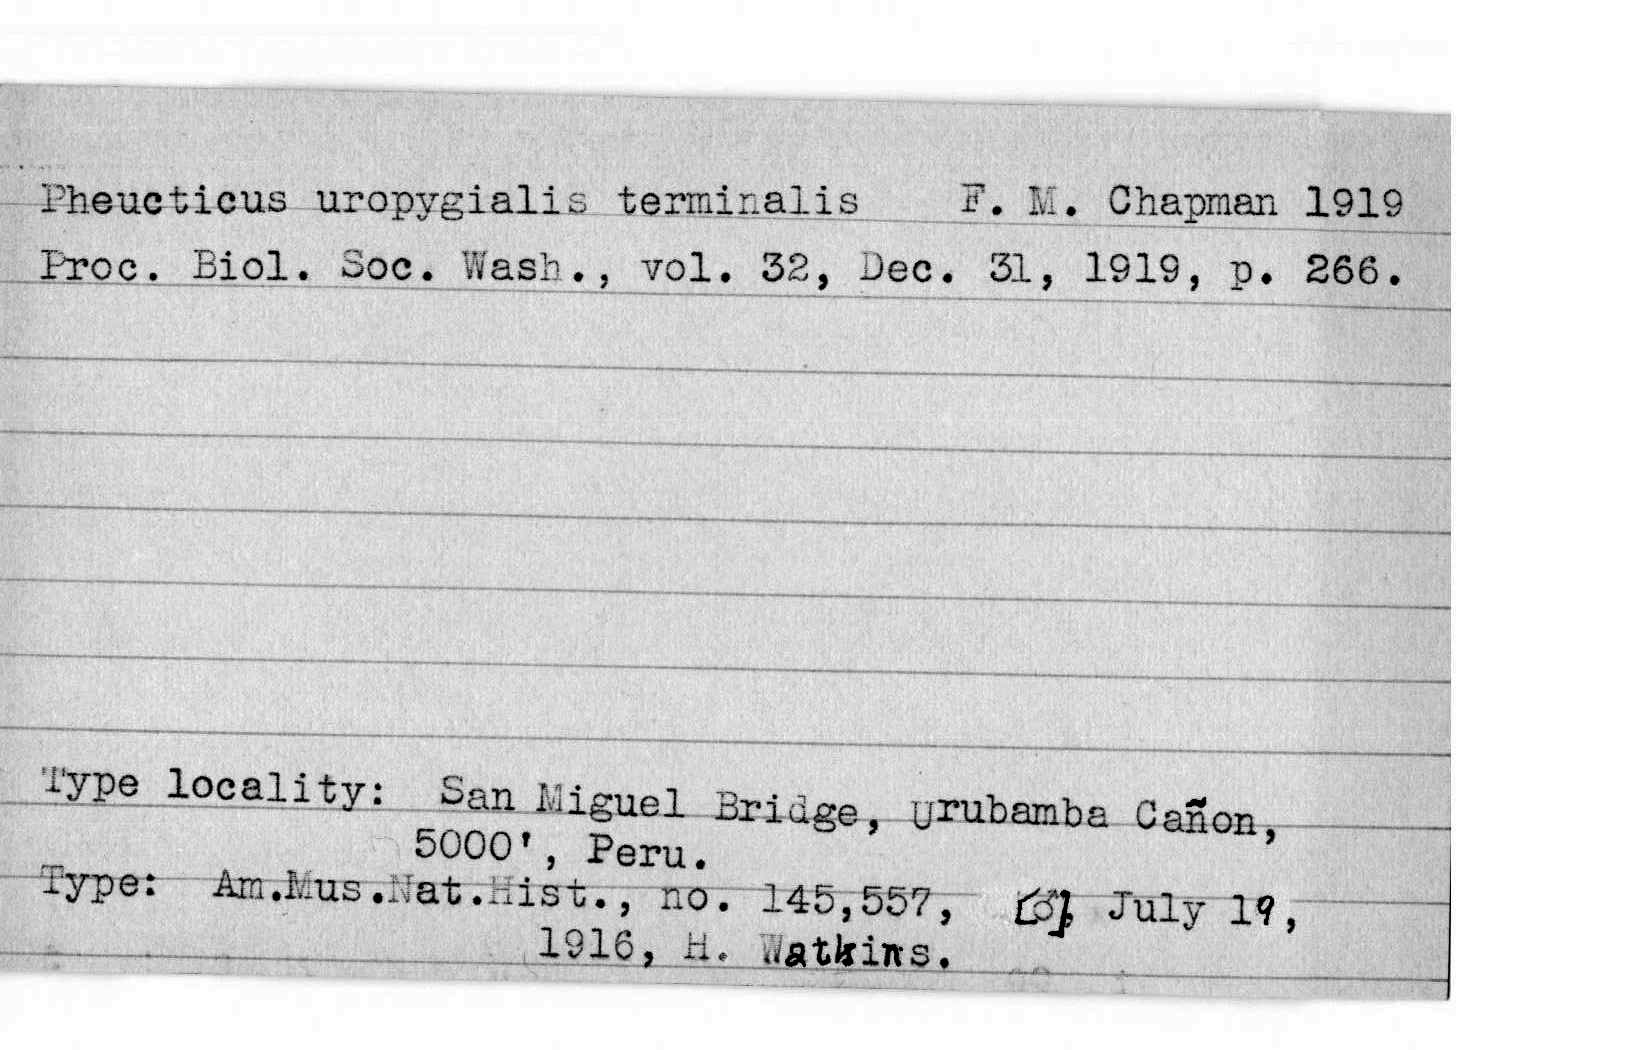 Pheucticus uropygialis terminalis F. M. Chapman 1919
Proc. Biol. Soc. Wash., vol. 32, Dec. 31, 1919, p. 266.
Type locality: San Miguel Bridge, Urubamba Cañon,
5000', Peru.
Type: Am.Mus.Nat.Hist., no. 145,557, [♂], July 19,
1916, H. Watkins.